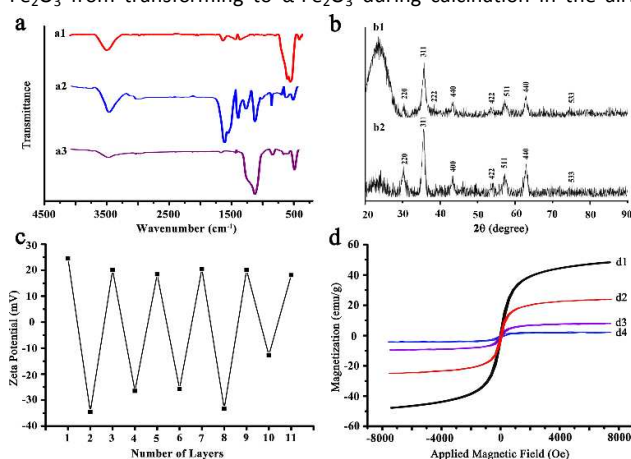 Fe2O3 from transforming to α-Fe2O3 during calcination in the
a
a1
a2
a3
Transmittance
4500 3500 2500 1500 500
Wavenumber (cm-1)
b
b1
220 311 222 440 422 511 440 533
b2
220 311 400 422 511 440 533
20 30 40 50 60 70 80 90
2θ (degree)
c
Zeta Potential (mV)
30
20
10
0
-10
-20
-30
-40
1 2 3 4 5 6 7 8 9 10 11
Number of Layers
d
d1
d2
d3
d4
Magnetization (emu/g)
60
40
20
0
-20
-40
-60
-8000 -4000 0 4000 8000
Applied Magnetic Field (Oe)